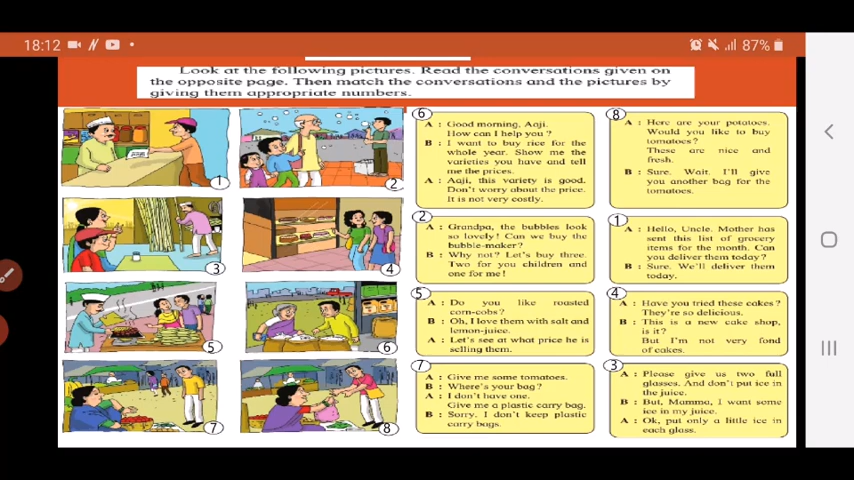 18:12
87%
Look at the following pictures. Read the conversations given on
the opposite page. Then match the conversations and the pictures by
giving them appropriate numbers.
1
2
3
4
5
6
7
8
6
A : Good morning, Aaji.
How can I help you ?
B : I want to buy rice for the
whole year. Show me the
varieties you have and tell
me the prices.
A : Aaji, this variety is good.
Don't worry about the price.
It is not very costly.
8
A : Here are your potatoes.
Would you like to buy
tomatoes ?
These are nice and
fresh.
B : Sure. Wait. I'll give
you another bag for the
tomatoes.
2
A : Grandpa, the bubbles look
so lovely! Can we buy the
bubble-maker?
B : Why not? Let's buy three.
Two for you children and
one for me!
1
A : Hello, Uncle. Mother has
sent this list of grocery
items for the month. Can
you deliver them today?
B : Sure. We'll deliver them
today.
5
A : Do you like roasted
corn-cobs?
B : Oh, I love them with salt and
lemon-juice.
A : Let's see at what price he is
selling them.
4
A : Have you tried these cakes?
They're so delicious.
B : This is a new cake shop,
is it?
But I'm not very fond
of cakes.
7
A : Give me some tomatoes.
B : Where's your bag?
A : I don't have one.
Give me a plastic carry bag.
B : Sorry. I don't keep plastic
carry bags.
3
A : Please give us two full
glasses. And don't put ice in
the juice.
B : But, Mamma, I want some
ice in my juice.
A : Ok, put only a little ice in
each glass.